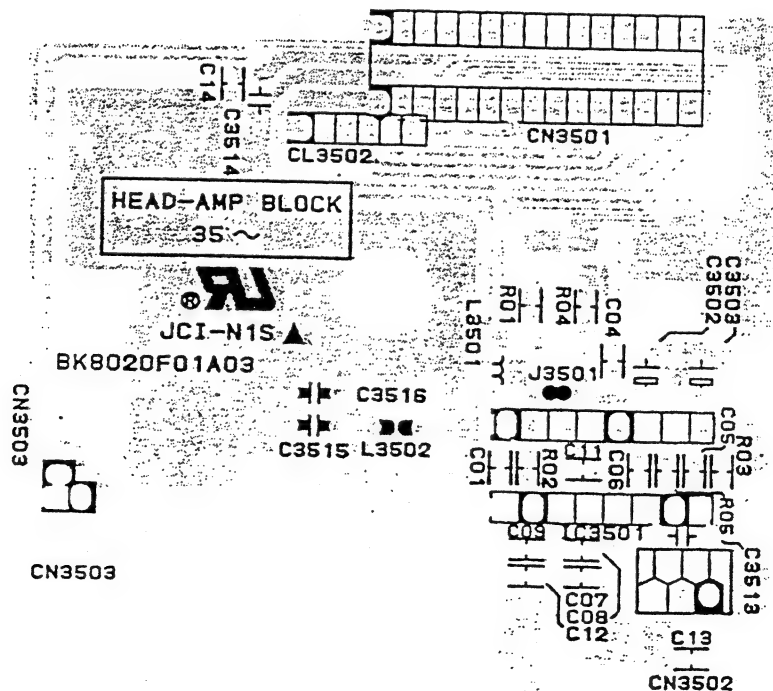 C14
C3514
CL3502
CN3501
HEAD-AMP BLOCK
35 ~
UR ®
JCI-N1S
BK8020F01A03
L3501
R01
R04
C04
C3502
C3503
J3501
CN3503
C3516
C3515
L3502
C05
C01
R02
C11
C06
R03
C09
IC3501
R05
C3513
CN3503
C07
C08
C12
C13
CN3502